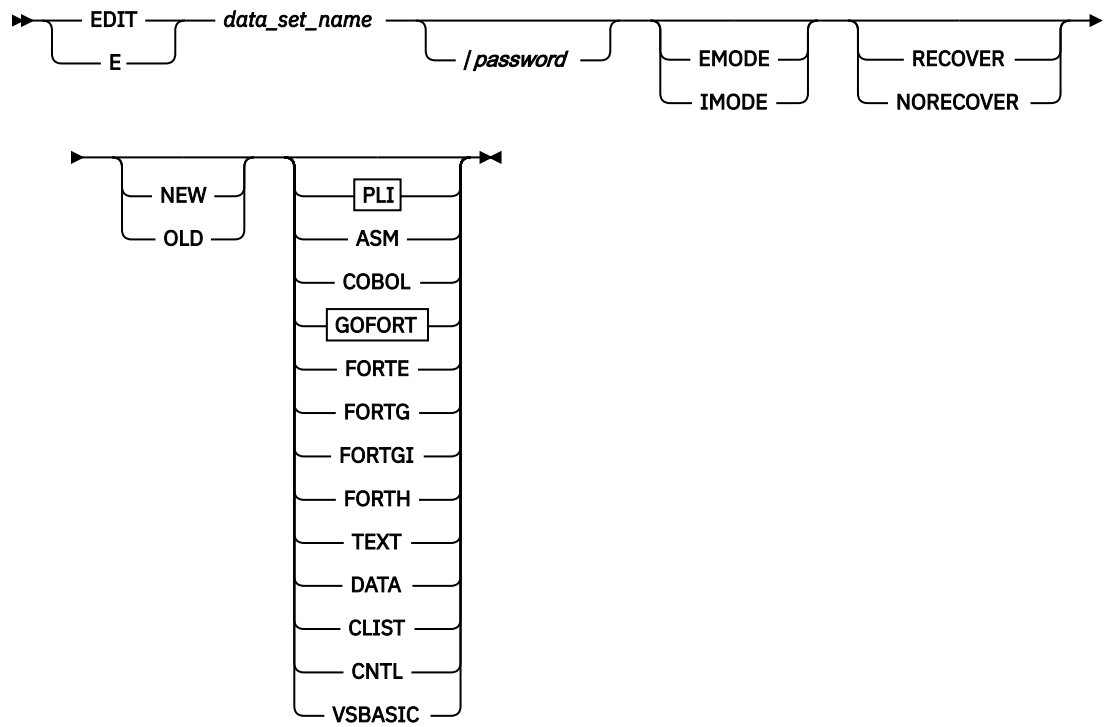 EDIT data_set_name
E /password EMODE RECOVER
IMODE NORECOVER
NEW PLI
OLD ASM
COBOL
GOFORT
FORTE
FORTG
FORTGI
FORTH
TEXT
DATA
CLIST
CNTL
VSBASIC